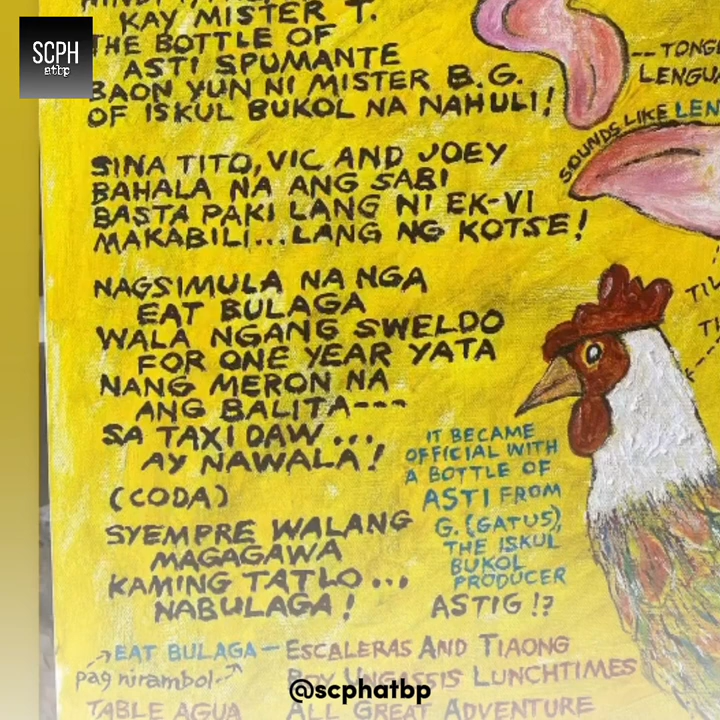 SCPH
atbp
KAY MISTER T.
THE BOTTLE OF
ASTI SPUMANTE
BAON YUN NI MISTER B.G.
OF ISKUL BUKOL NA NAHULI!
SINA TITO, VIC AND JOEY
BAHALA NA ANG SABI
BASTA PAKI LANG NI EK-VI
MAKABILI...LANG NG KOTSE!
NAGSIMULA NA NGA
EAT BULAGA
WALA NGANG SWELDO
FOR ONE YEAR YATA
NANG MERON NA
ANG BALITA---
SA TAXI DAW...
AY NAWALA!
(CODA)
SYEMPRE WALANG
MAGAGAWA
KAMING TATLO...
NABULAGA!
SOUNDS LIKE
IT BECAME
OFFICIAL WITH
A BOTTLE OF
ASTI FROM
G. (GATUS),
THE ISKUL
BUKOL
PRODUCER
ASTIG!?
EAT BULAGA - ESCALERAS AND TIAONG
pag nirambol
BOY UNGASSIS LUNCHTIMES
TABLE AGUA ALL GREAT ADVENTURE
@scphatbp